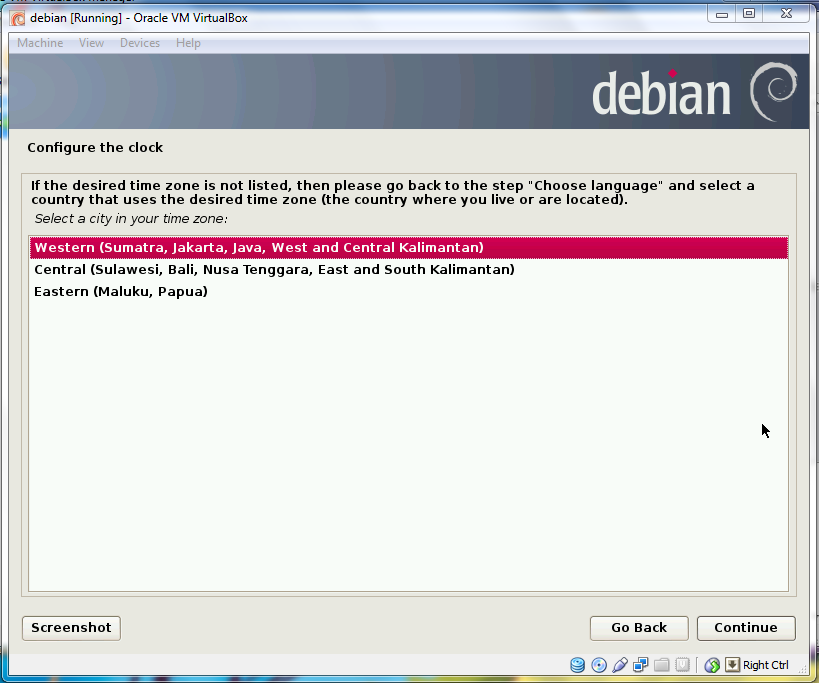 debian [Running] - Oracle VM VirtualBox
Machine View Devices Help
debian
Configure the clock
If the desired time zone is not listed, then please go back to the step "Choose language" and select a
country that uses the desired time zone (the country where you live or are located).
Select a city in your time zone:
Western (Sumatra, Jakarta, Java, West and Central Kalimantan)
Central (Sulawesi, Bali, Nusa Tenggara, East and South Kalimantan)
Eastern (Maluku, Papua)
Screenshot Go Back Continue
Right Ctrl